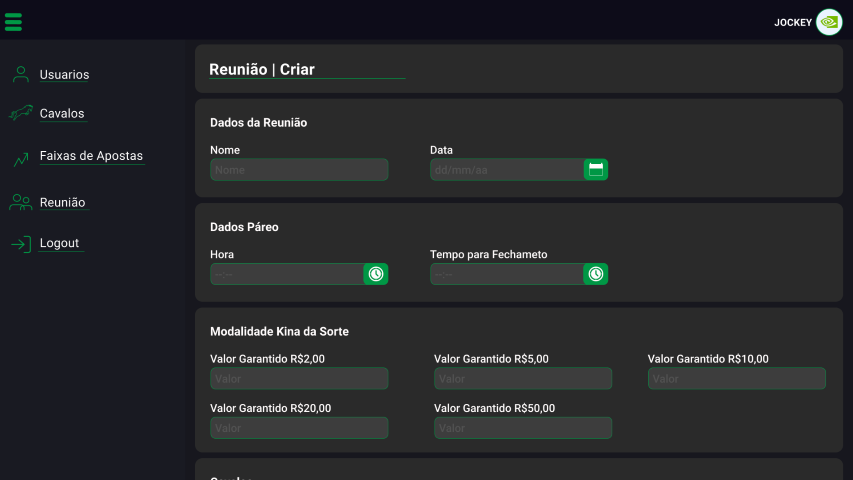 JOCKEY
Usuarios
Cavalos
Faixas de Apostas
Reunião
Logout
Reunião | Criar
Dados da Reunião
Nome Data
Nome dd/mm/aa
Dados Páreo
Hora Tempo para Fechameto
--:-- --:--
Modalidade Kina da Sorte
Valor Garantido R$2,00 Valor Garantido R$5,00 Valor Garantido R$10,00
Valor Valor Valor
Valor Garantido R$20,00 Valor Garantido R$50,00
Valor Valor